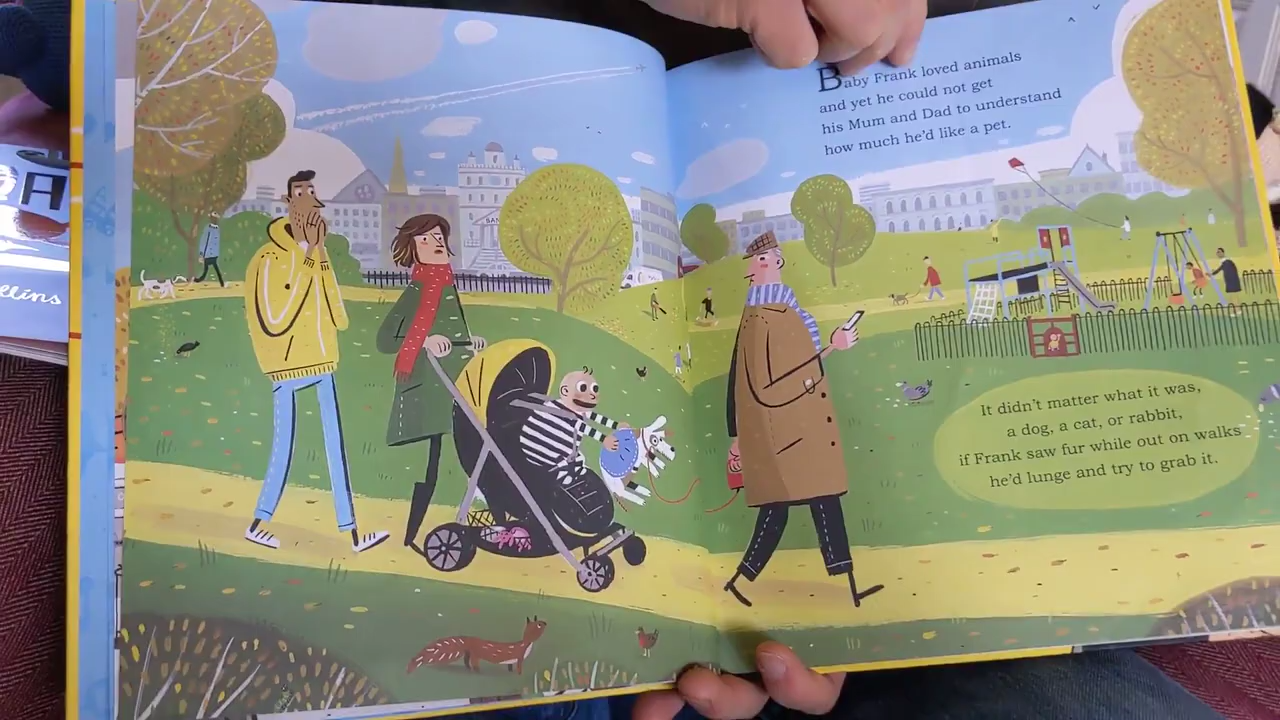 ellins
BAN
Baby Frank loved animals
and yet he could not get
his Mum and Dad to understand
how much he'd like a pet.
It didn't matter what it was,
a dog, a cat, or rabbit,
if Frank saw fur while out on walks
he'd lunge and try to grab it.